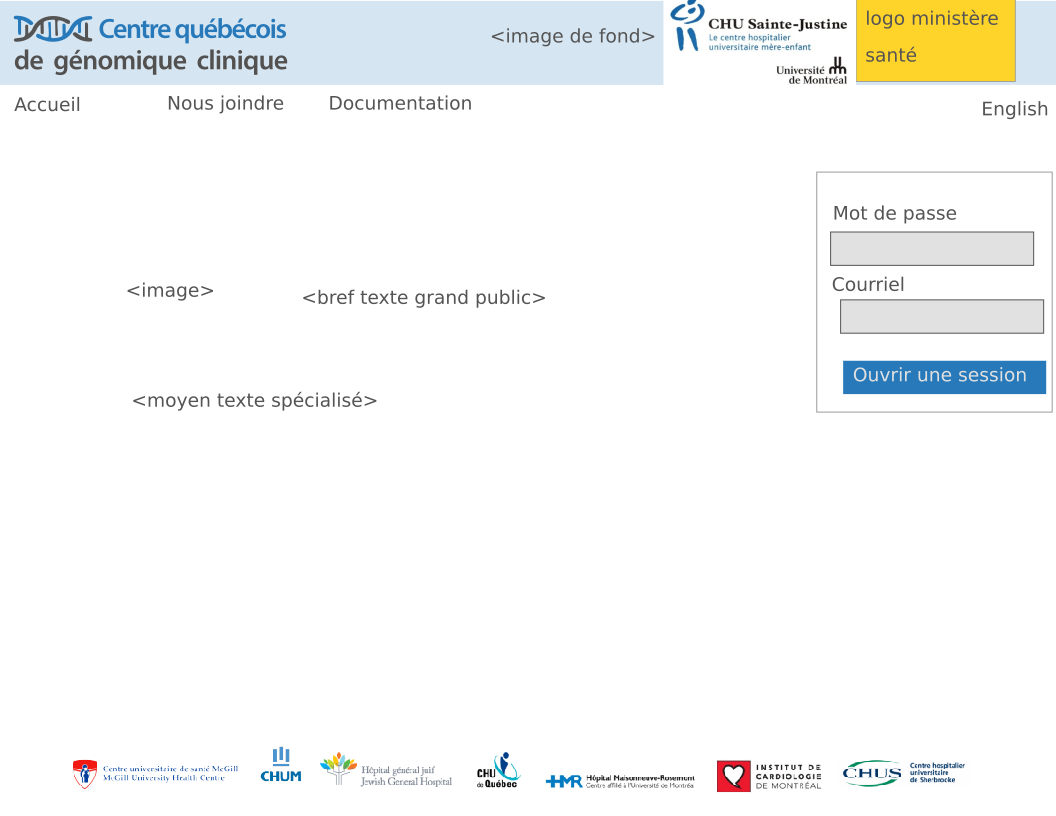 Centre québécois
de génomique clinique
<image de fond>
CHU Sainte-Justine
Le centre hospitalier
universitaire mère-enfant
Université
de Montréal
logo ministère
santé
Accueil
Nous joindre
Documentation
English
Mot de passe
Courriel
Ouvrir une session
<image>
<bref texte grand public>
<moyen texte spécialisé>
Centre universitaire de santé McGill
McGill University Health Centre
CHUM
Hôpital général juif
Jewish General Hospital
CHU
de Québec
HMR
Hôpital Maisonneuve-Rosemont
Centre affilié à l'Université de Montréal
INSTITUT DE
CARDIOLOGIE
DE MONTRÉAL
CHUS
Centre hospitalier
universitaire
de Sherbrooke